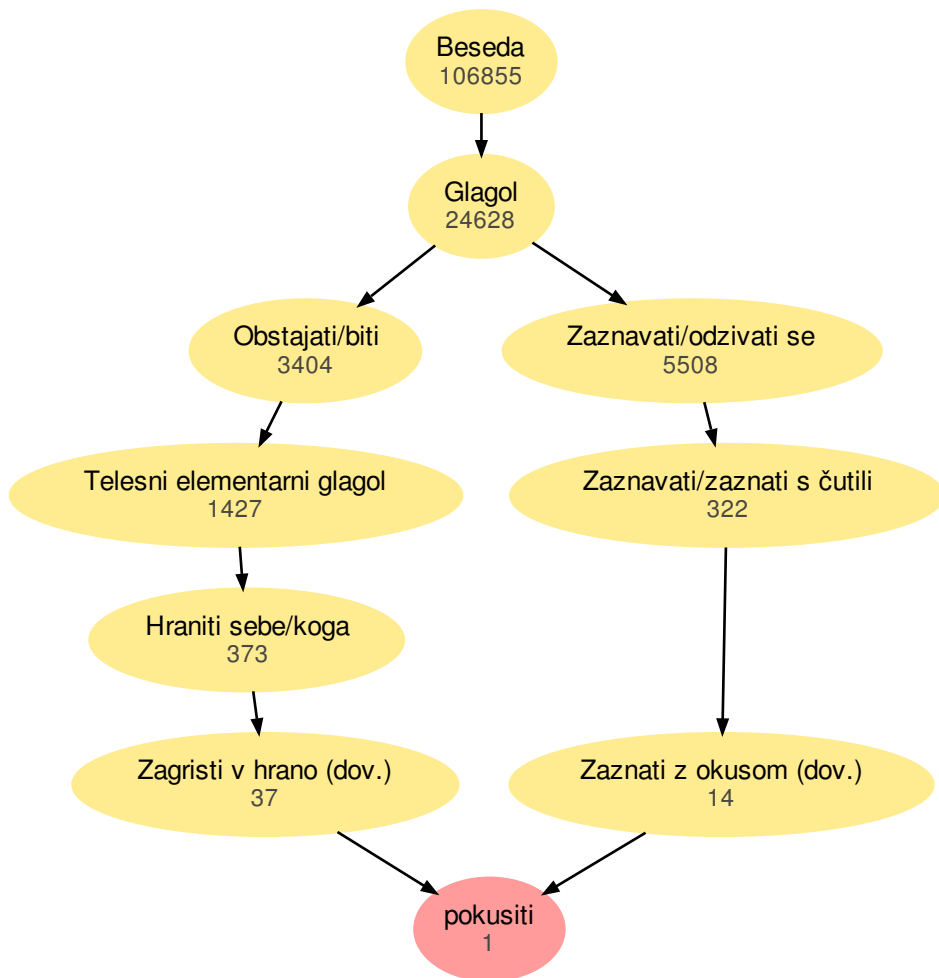 Beseda
106855
Glagol
24628
Obstajati/biti
3404
Zaznavati/odzivati se
5508
Telesni elementarni glagol
1427
Zaznavati/zaznati s čutili
322
Hraniti sebe/koga
373
Zagristi v hrano (dov.)
37
Zaznati z okusom (dov.)
14
pokusiti
1